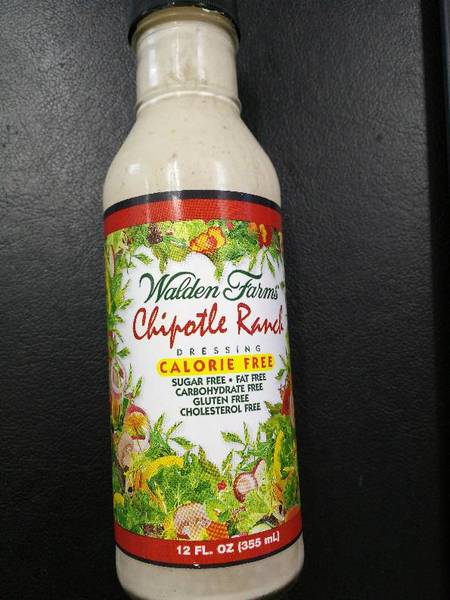 Walden Farms
Chipotle Ranch
DRESSING
CALORIE FREE
SUGAR FREE • FAT FREE
CARBOHYDRATE FREE
GLUTEN FREE
CHOLESTEROL FREE
12 FL. OZ (355 mL)